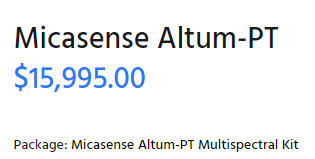 Micasense Altum-PT
$15,995.00
Package: Micasense Altum-PT Multispectral Kit